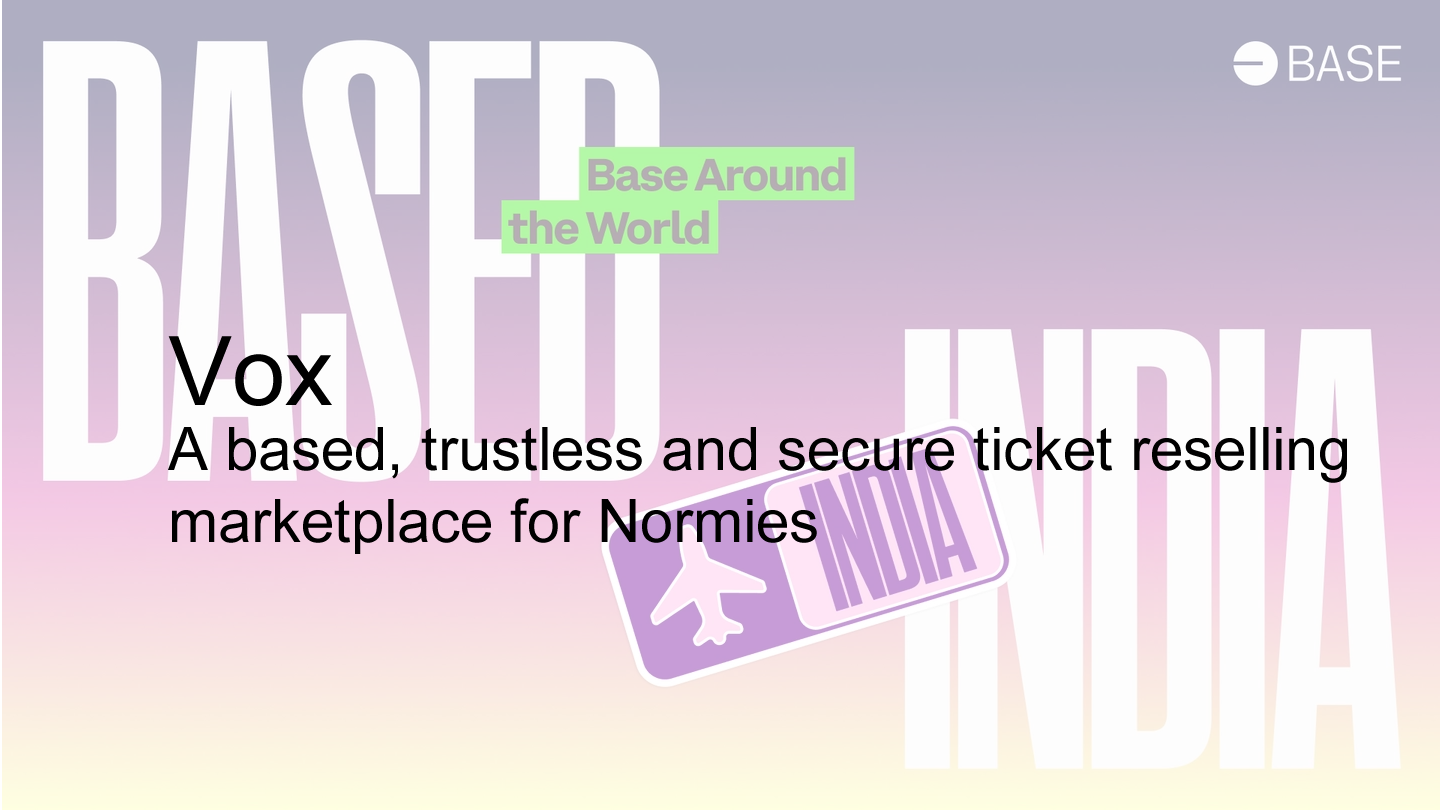 BASED
BASE
Base Around
the World
Vox
A based, trustless and secure ticket reselling
marketplace for Normies
INDIA
INDIA